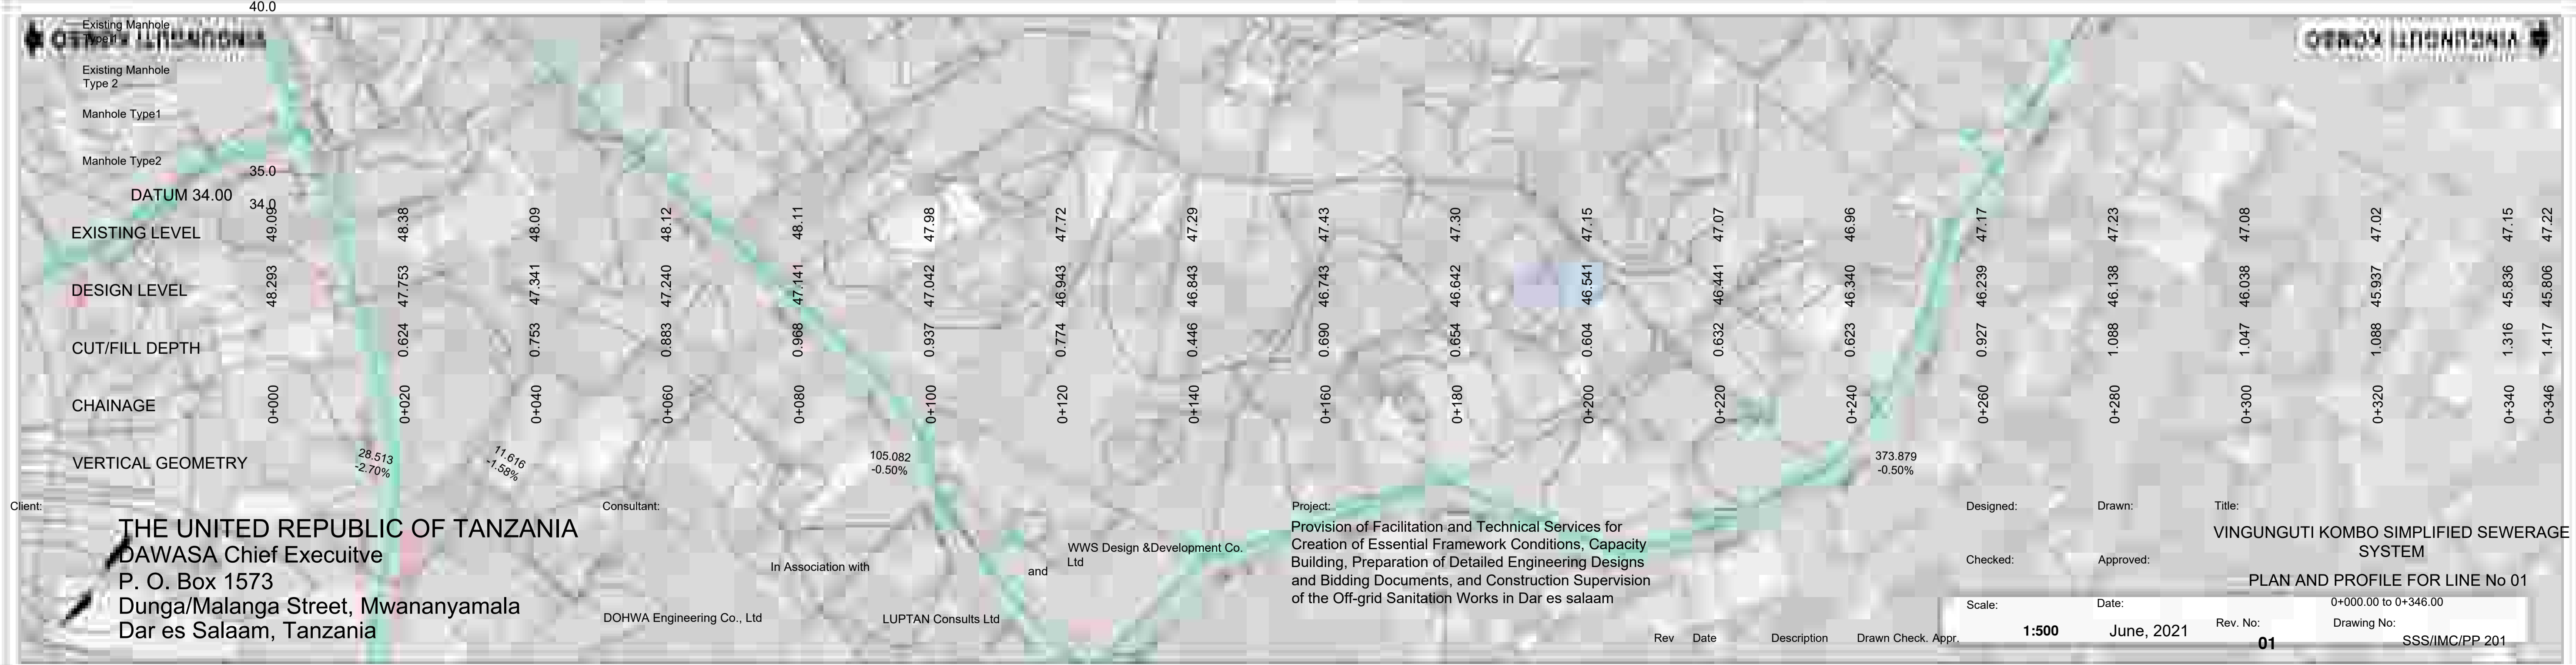 40.0
Existing Manhole
Type 1
Existing Manhole
Type 2
Manhole Type1
Manhole Type2
35.0
DATUM 34.00
34.0
EXISTING LEVEL 49.09 48.38 48.09 48.12 48.11 47.98 47.72 47.29 47.43 47.30 47.15 47.07 46.96 47.17 47.23 47.08 47.02 47.15 47.22
DESIGN LEVEL 48.293 47.753 47.341 47.240 47.141 47.042 46.943 46.843 46.743 46.642 46.541 46.441 46.340 46.239 46.138 46.038 45.937 45.836 45.806
CUT/FILL DEPTH 0.624 0.753 0.883 0.968 0.937 0.774 0.446 0.690 0.654 0.604 0.632 0.623 0.927 1.088 1.047 1.088 1.316 1.417
CHAINAGE 0+000 0+020 0+040 0+060 0+080 0+100 0+120 0+140 0+160 0+180 0+200 0+220 0+240 0+260 0+280 0+300 0+320 0+340 0+346
VERTICAL GEOMETRY
28.513
-2.70%
11.616
-1.58%
105.082
-0.50%
373.879
-0.50%
Client:
THE UNITED REPUBLIC OF TANZANIA
DAWASA Chief Execuitve
P. O. Box 1573
Dunga/Malanga Street, Mwananyamala
Dar es Salaam, Tanzania
Consultant:
DOHWA Engineering Co., Ltd
In Association with
LUPTAN Consults Ltd
and
WWS Design &Development Co.
Ltd
Project:
Provision of Facilitation and Technical Services for
Creation of Essential Framework Conditions, Capacity
Building, Preparation of Detailed Engineering Designs
and Bidding Documents, and Construction Supervision
of the Off-grid Sanitation Works in Dar es salaam
Rev Date Description Drawn Check. Appr.
Designed: Drawn:
Checked: Approved:
Scale: Date:
1:500 June, 2021
Title:
VINGUNGUTI KOMBO SIMPLIFIED SEWERAGE
SYSTEM
PLAN AND PROFILE FOR LINE No 01
0+000.00 to 0+346.00
Rev. No: Drawing No:
01 SSS/IMC/PP 201